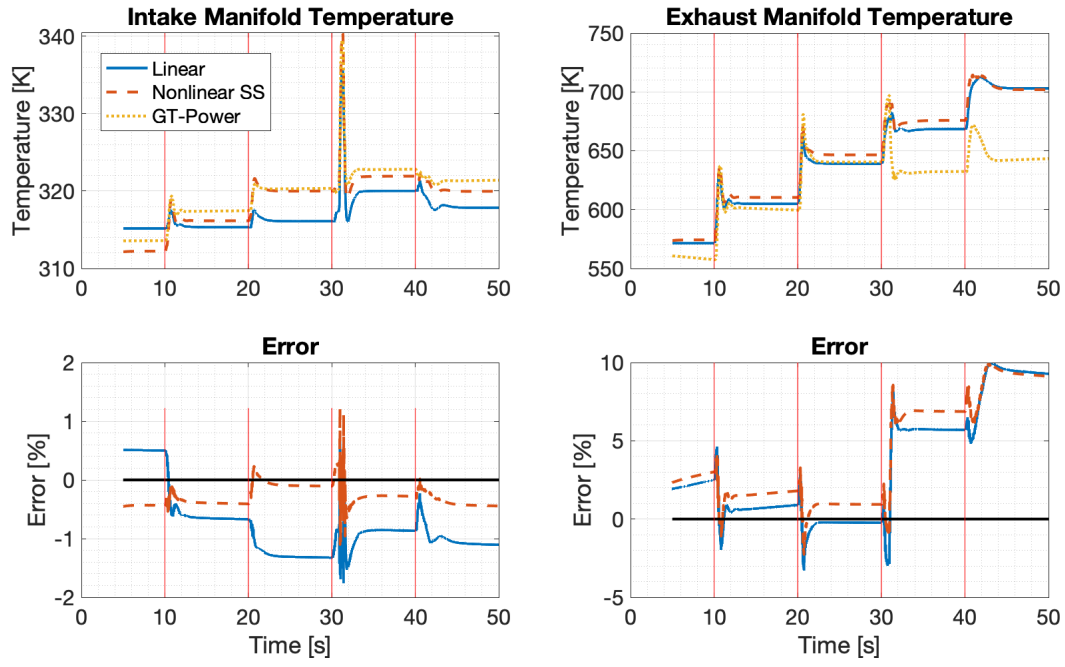 Intake Manifold Temperature
Temperature [K]
340
330
320
310
Linear
Nonlinear SS
GT-Power
0 10 20 30 40 50
Exhaust Manifold Temperature
Temperature [K]
750
700
650
600
550
0 10 20 30 40 50
Error
Error [%]
2
1
0
-1
-2
0 10 20 30 40 50
Time [s]
Error
Error [%]
10
5
0
-5
0 10 20 30 40 50
Time [s]